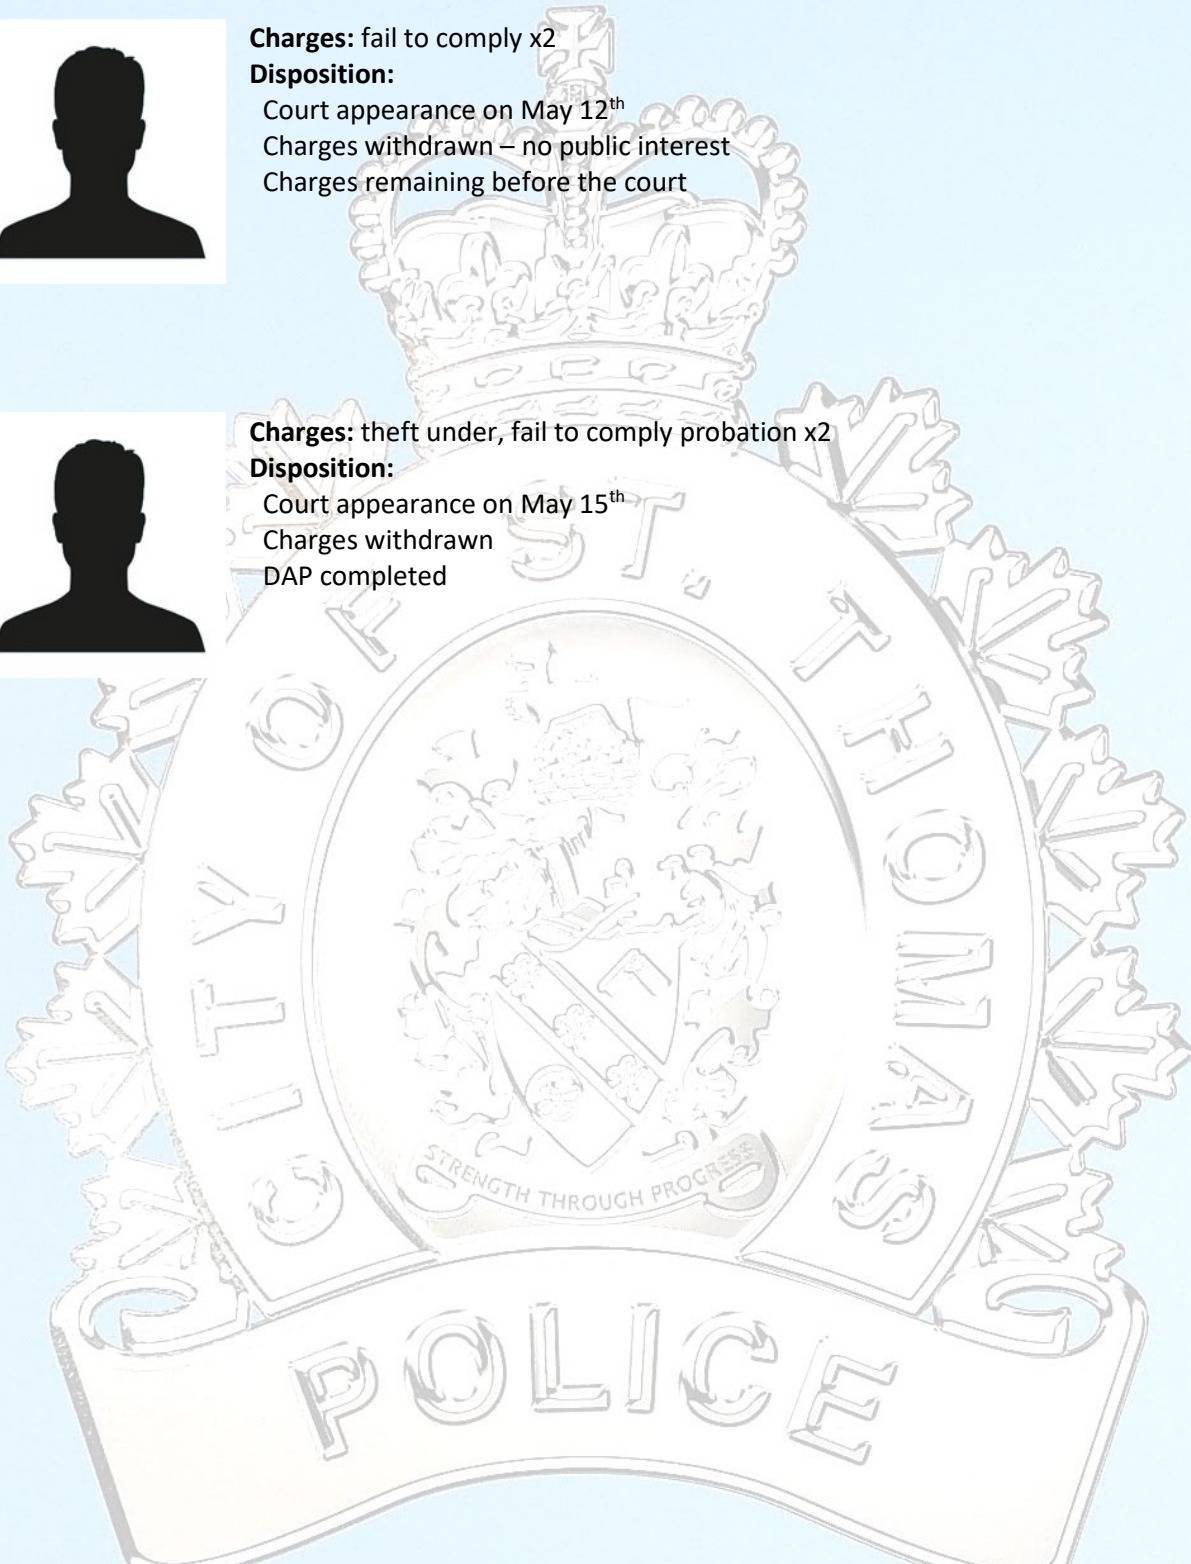 Charges: fail to comply x2
Disposition:
Court appearance on May 12th
Charges withdrawn – no public interest
Charges remaining before the court
Charges: theft under, fail to comply probation x2
Disposition:
Court appearance on May 15th
Charges withdrawn
DAP completed
CITY OF ST. THOMAS
STRENGTH THROUGH PROGRESS
POLICE